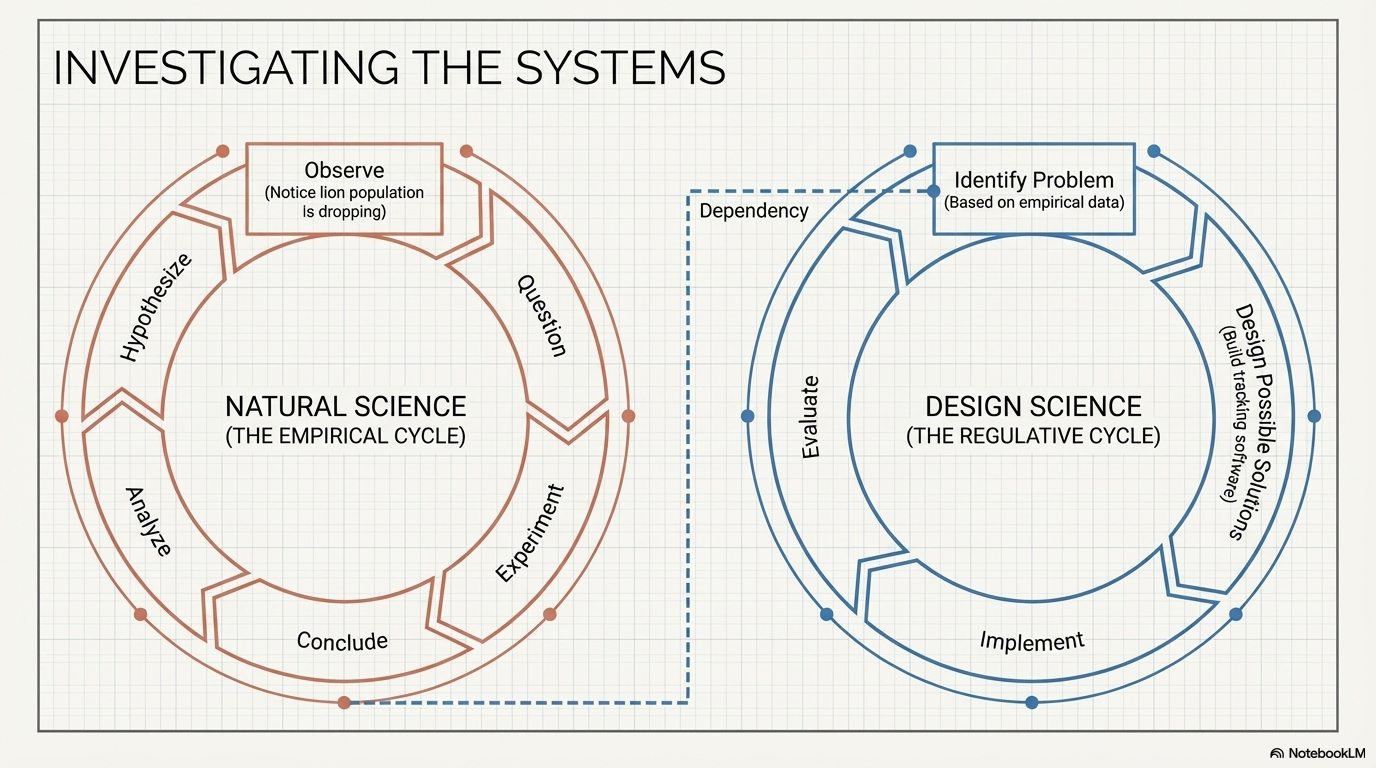 INVESTIGATING THE SYSTEMS
Observe
(Notice lion population
is dropping)
Question
Experiment
Conclude
Analyze
Hypothesize
NATURAL SCIENCE
(THE EMPIRICAL CYCLE)
Dependency
Identify Problem
(Based on empirical data)
Design Possible Solutions
(Build tracking software)
Implement
Evaluate
DESIGN SCIENCE
(THE REGULATIVE CYCLE)
NotebookLM